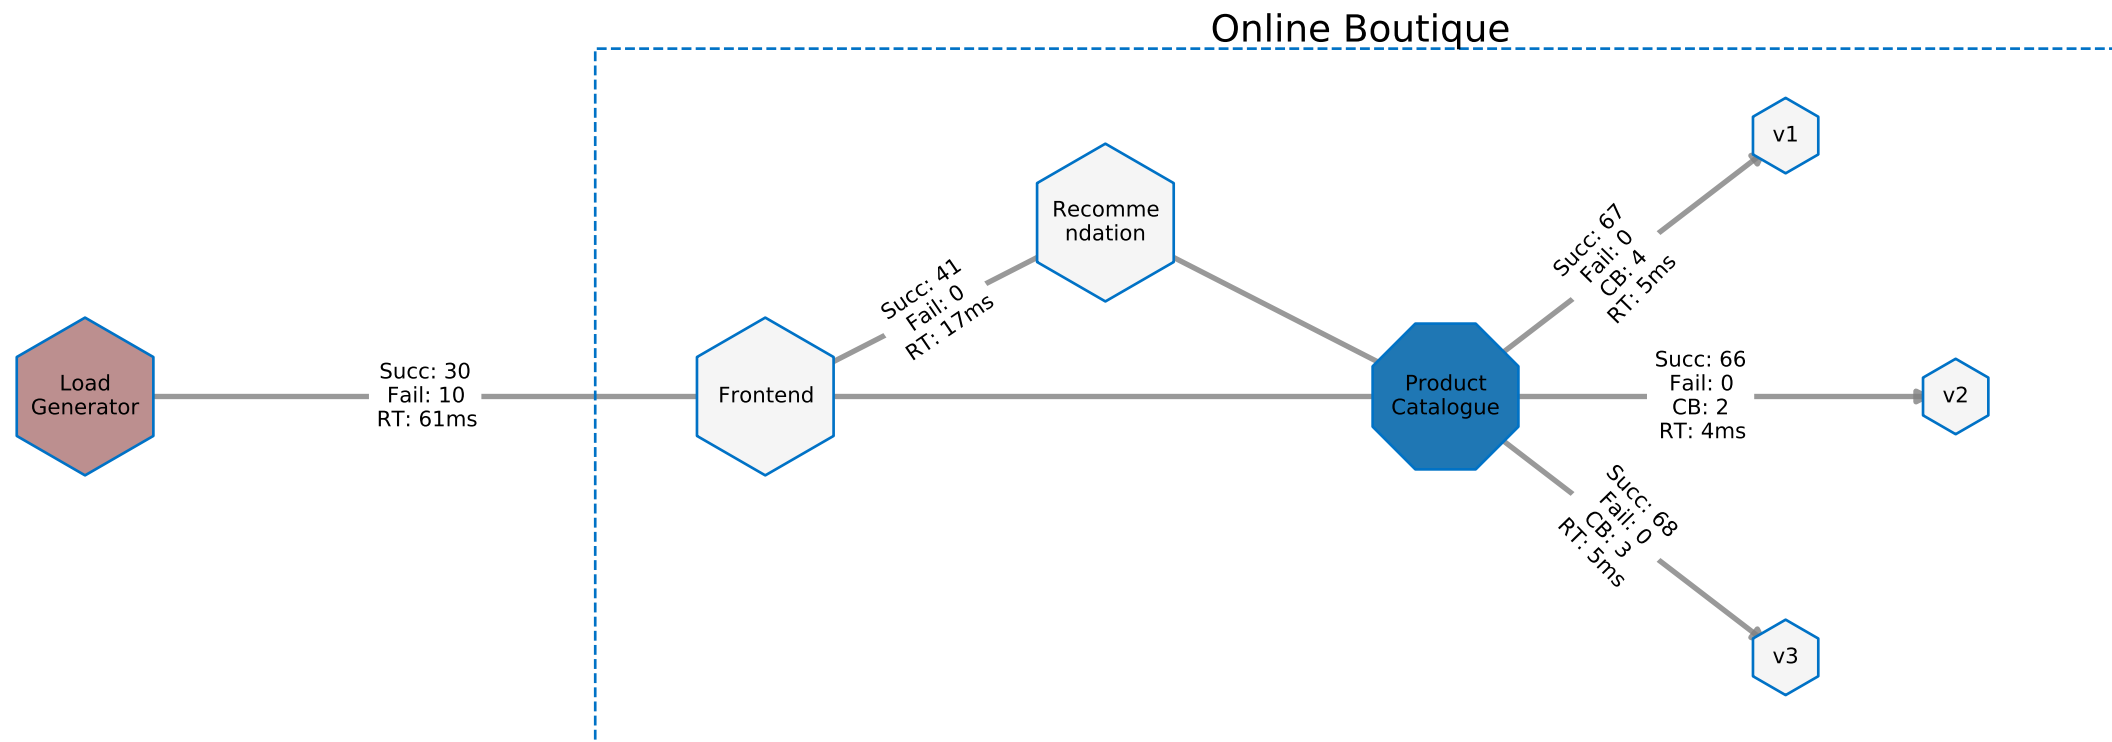 Online Boutique
Load
Generator
Succ: 30
Fail: 10
RT: 61ms
Frontend
Succ: 41
Fail: 0
RT: 17ms
Recomme
ndation
Product
Catalogue
Succ: 67
Fail: 0
CB: 4
RT: 5ms
v1
Succ: 66
Fail: 0
CB: 2
RT: 4ms
v2
Succ: 68
Fail: 0
CB: 3
RT: 5ms
v3